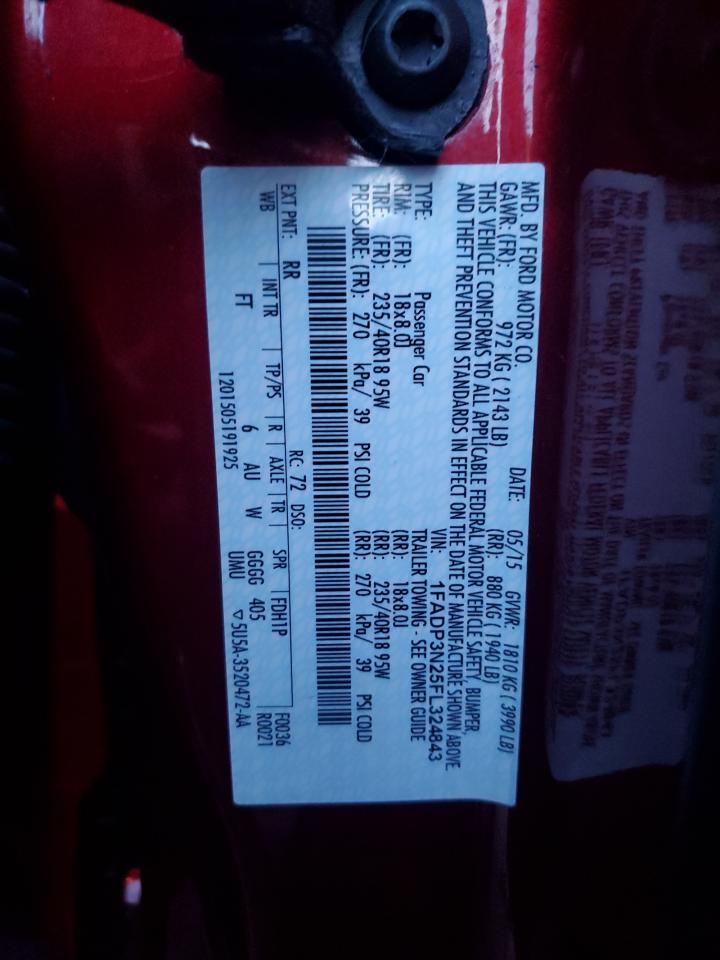 MFD. BY FORD MOTOR CO.
DATE: 05/15 GVWR: 1810 KG ( 3990 LB)
GAWR: (FR): 972 KG ( 2143 LB) (RR): 880 KG ( 1940 LB)
THIS VEHICLE CONFORMS TO ALL APPLICABLE FEDERAL MOTOR VEHICLE SAFETY, BUMPER,
AND THEFT PREVENTION STANDARDS IN EFFECT ON THE DATE OF MANUFACTURE SHOWN ABOVE.
VIN: 1FADP3N25FL324843
TYPE: Passenger Car TRAILER TOWING - SEE OWNER GUIDE
RIM: (FR): 18x8.0J (RR): 18x8.0J
TIRE: (FR): 235/40R18 95W (RR): 235/40R18 95W
PRESSURE: (FR): 270 kPa/ 39 PSI COLD (RR): 270 kPa/ 39 PSI COLD
EXT PNT: RR RC: 72 DSO: F0036
WB | INT TR | TP/PS | R | AXLE | TR | SPR | FDH1P R0021
FT 6 AU W GGGG 405
1201505191925 UMU ▽5U5A-3520472-AA